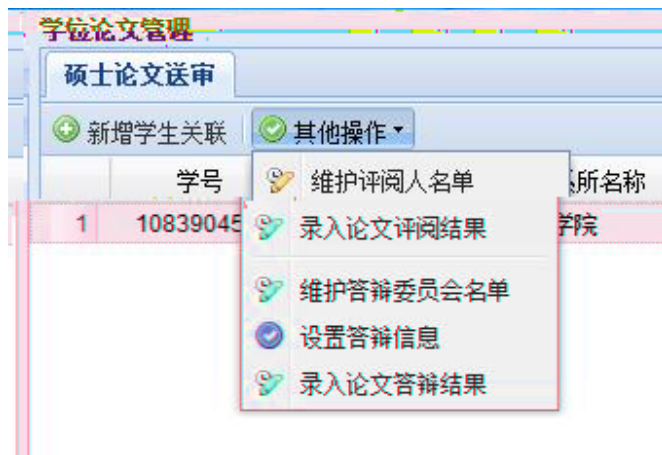 学位论文管理
硕士论文送审
新增学生关联 其他操作
学号 所名称
1 10839045 学院
维护评阅人名单
录入论文评阅结果
维护答辩委员会名单
设置答辩信息
录入论文答辩结果